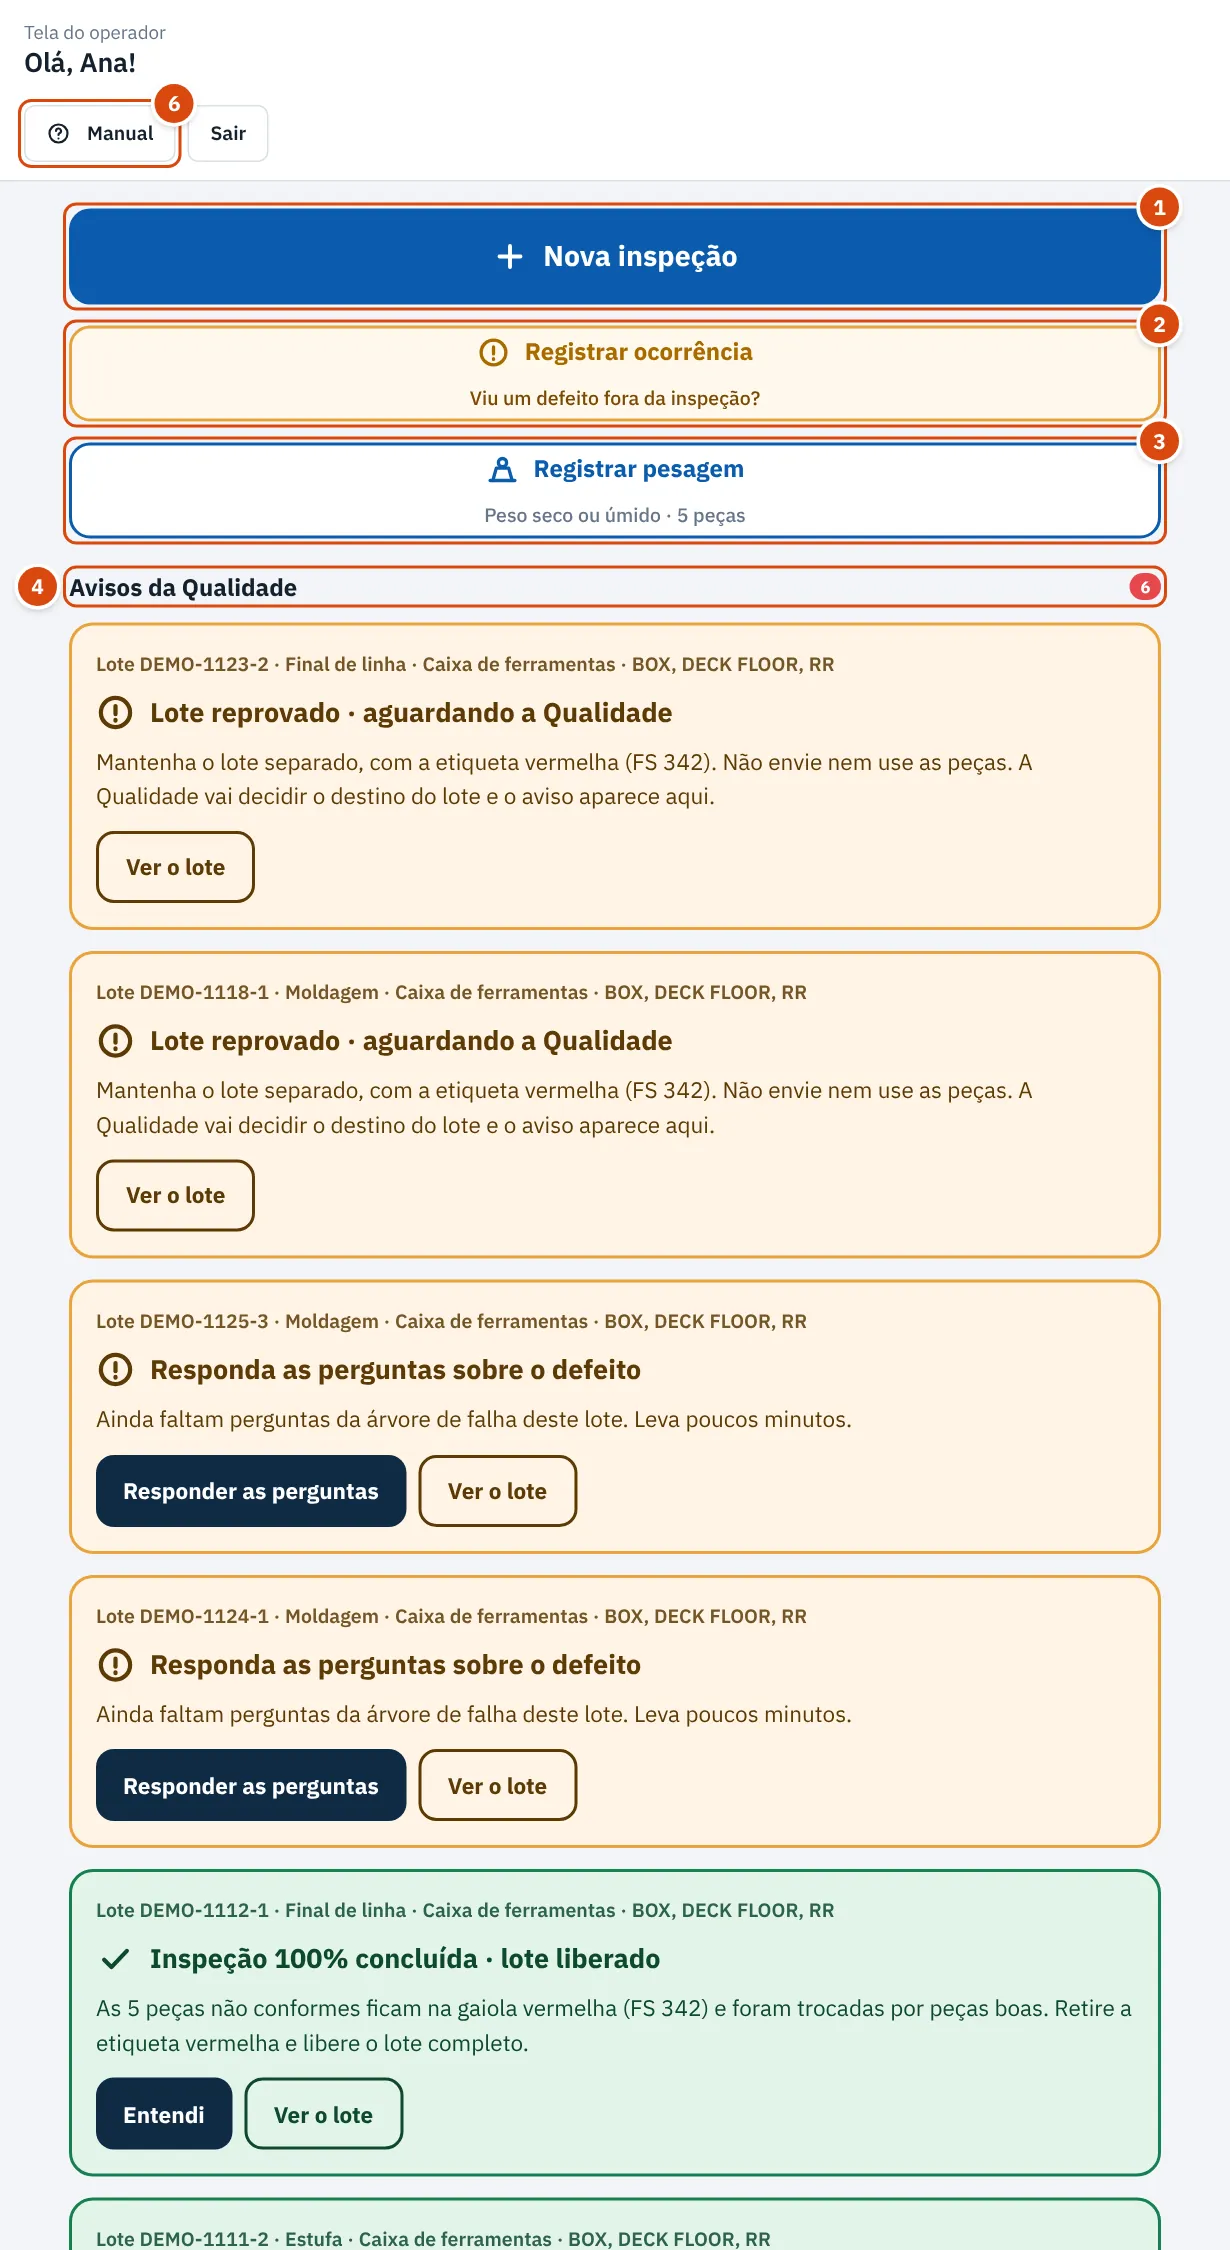 Tela do operador
Olá, Ana!
Manual
6
Sair
1
Nova inspeção
2
Registrar ocorrência
Viu um defeito fora da inspeção?
3
Registrar pesagem
Peso seco ou úmido · 5 peças
4
Avisos da Qualidade
6
Lote DEMO-1123-2 · Final de linha · Caixa de ferramentas · BOX, DECK FLOOR, RR
Lote reprovado · aguardando a Qualidade
Mantenha o lote separado, com a etiqueta vermelha (FS 342). Não envie nem use as peças. A
Qualidade vai decidir o destino do lote e o aviso aparece aqui.
Ver o lote
Lote DEMO-1118-1 · Moldagem · Caixa de ferramentas · BOX, DECK FLOOR, RR
Lote reprovado · aguardando a Qualidade
Mantenha o lote separado, com a etiqueta vermelha (FS 342). Não envie nem use as peças. A
Qualidade vai decidir o destino do lote e o aviso aparece aqui.
Ver o lote
Lote DEMO-1125-3 · Moldagem · Caixa de ferramentas · BOX, DECK FLOOR, RR
Responda as perguntas sobre o defeito
Ainda faltam perguntas da árvore de falha deste lote. Leva poucos minutos.
Responder as perguntas
Ver o lote
Lote DEMO-1124-1 · Moldagem · Caixa de ferramentas · BOX, DECK FLOOR, RR
Responda as perguntas sobre o defeito
Ainda faltam perguntas da árvore de falha deste lote. Leva poucos minutos.
Responder as perguntas
Ver o lote
Lote DEMO-1112-1 · Final de linha · Caixa de ferramentas · BOX, DECK FLOOR, RR
Inspeção 100% concluída · lote liberado
As 5 peças não conformes ficam na gaiola vermelha (FS 342) e foram trocadas por peças boas. Retire a
etiqueta vermelha e libere o lote completo.
Entendi
Ver o lote
Lote DEMO-1111-2 · Estufa · Caixa de ferramentas · BOX, DECK FLOOR, RR